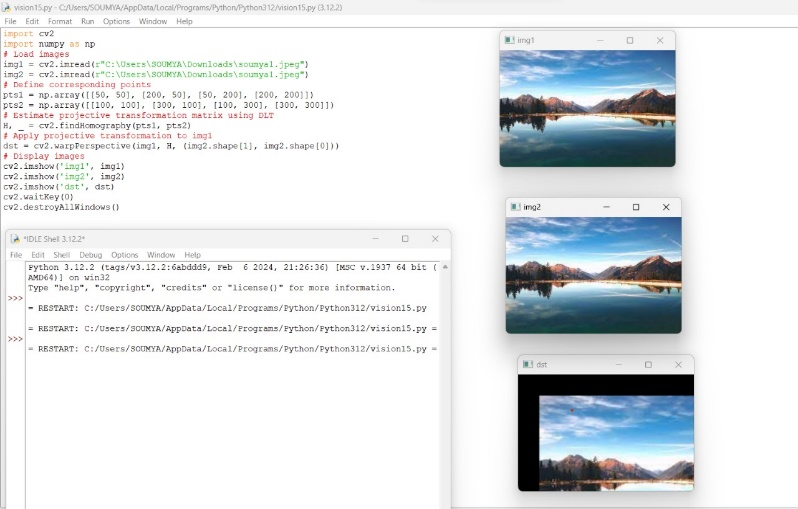 vision15.py - C:/Users/SOUMYA/AppData/Local/Programs/Python/Python312/vision15.py (3.12.2)
File Edit Format Run Options Window Help
import cv2
import numpy as np
# Load images
img1 = cv2.imread(r"C:\Users\SOUMYA\Downloads\soumya1.jpeg")
img2 = cv2.imread(r"C:\Users\SOUMYA\Downloads\soumya1.jpeg")
# Define corresponding points
pts1 = np.array([[50, 50], [200, 50], [50, 200], [200, 200]])
pts2 = np.array([[100, 100], [300, 100], [100, 300], [300, 300]])
# Estimate projective transformation matrix using DLT
H, _ = cv2.findHomography(pts1, pts2)
# Apply projective transformation to img1
dst = cv2.warpPerspective(img1, H, (img2.shape[1], img2.shape[0]))
# Display images
cv2.imshow('img1', img1)
cv2.imshow('img2', img2)
cv2.imshow('dst', dst)
cv2.waitKey(0)
cv2.destroyAllWindows()
*IDLE Shell 3.12.2*
File Edit Shell Debug Options Window Help
Python 3.12.2 (tags/v3.12.2:6abddd9, Feb 6 2024, 21:26:36) [MSC v.1937 64 bit (
AMD64)] on win32
Type "help", "copyright", "credits" or "license()" for more information.
>>>
= RESTART: C:/Users/SOUMYA/AppData/Local/Programs/Python/Python312/vision15.py
= RESTART: C:/Users/SOUMYA/AppData/Local/Programs/Python/Python312/vision15.py =
>>>
= RESTART: C:/Users/SOUMYA/AppData/Local/Programs/Python/Python312/vision15.py =
img1
img2
dst